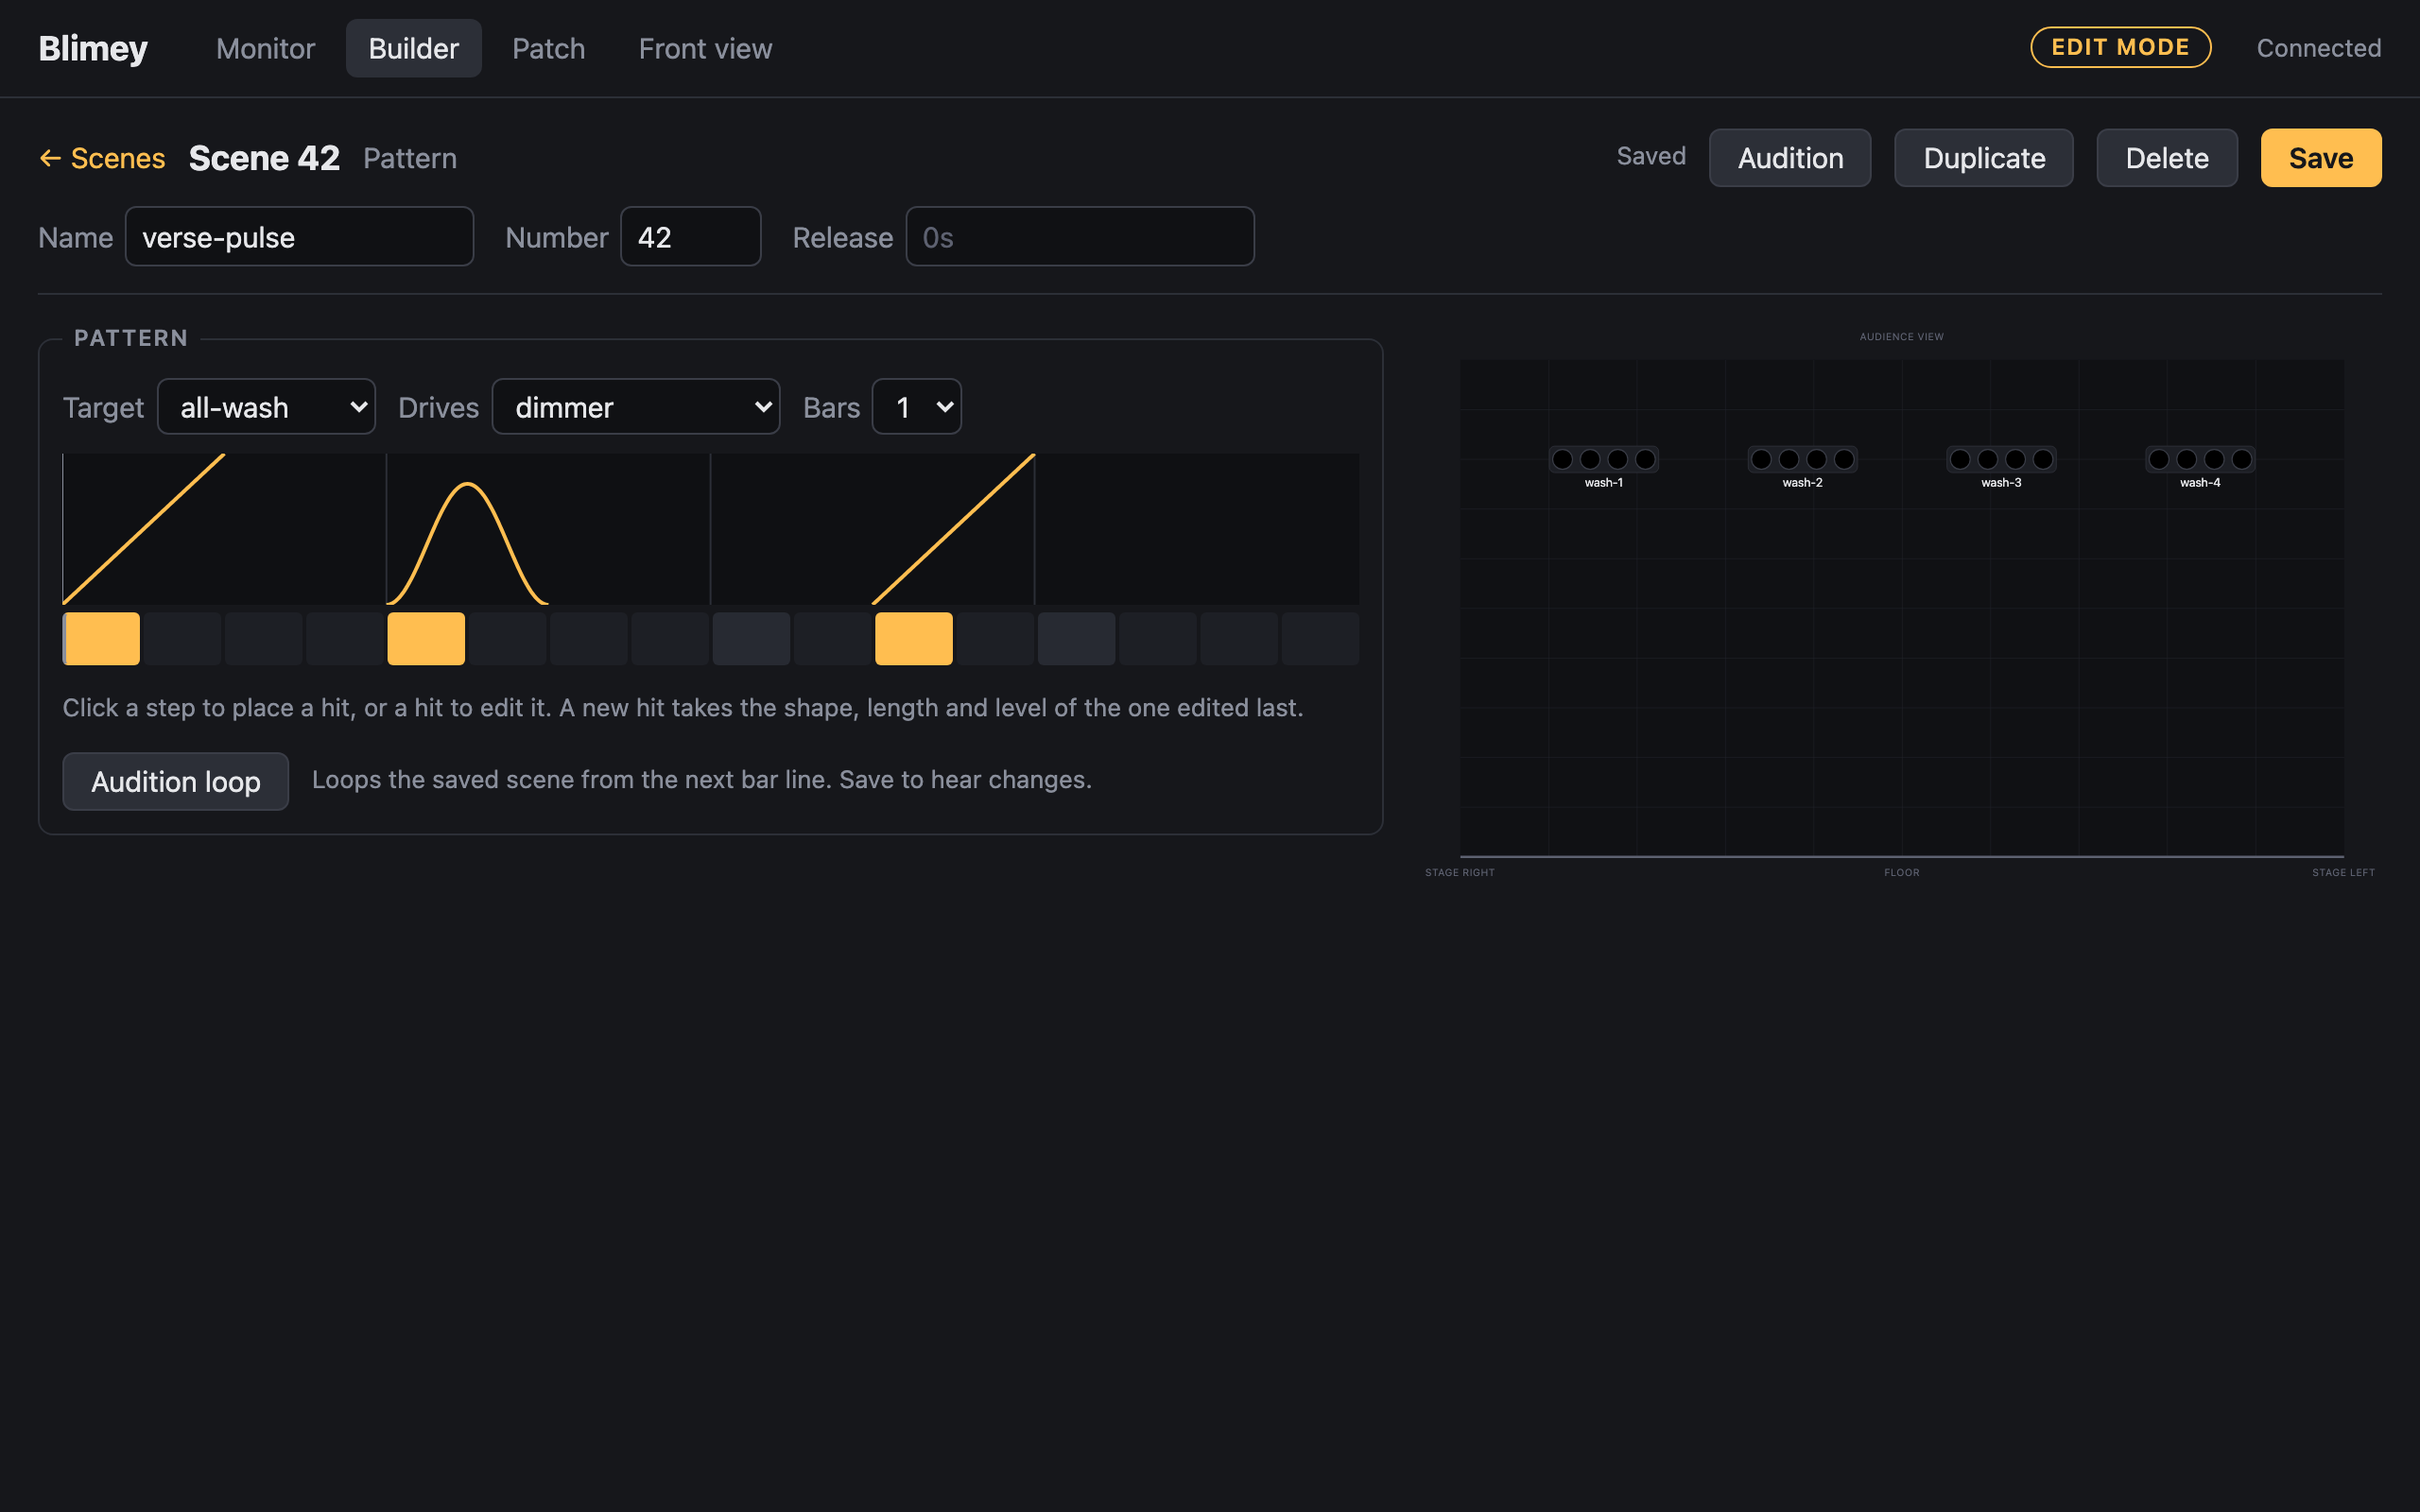 Blimey Monitor Builder Patch Front view EDIT MODE Connected
← Scenes Scene 42 Pattern Saved Audition Duplicate Delete Save
Name verse-pulse Number 42 Release 0s
PATTERN
Target all-wash Drives dimmer Bars 1
Click a step to place a hit, or a hit to edit it. A new hit takes the shape, length and level of the one edited last.
Audition loop Loops the saved scene from the next bar line. Save to hear changes.
AUDIENCE VIEW
wash-1 wash-2 wash-3 wash-4
STAGE RIGHT FLOOR STAGE LEFT